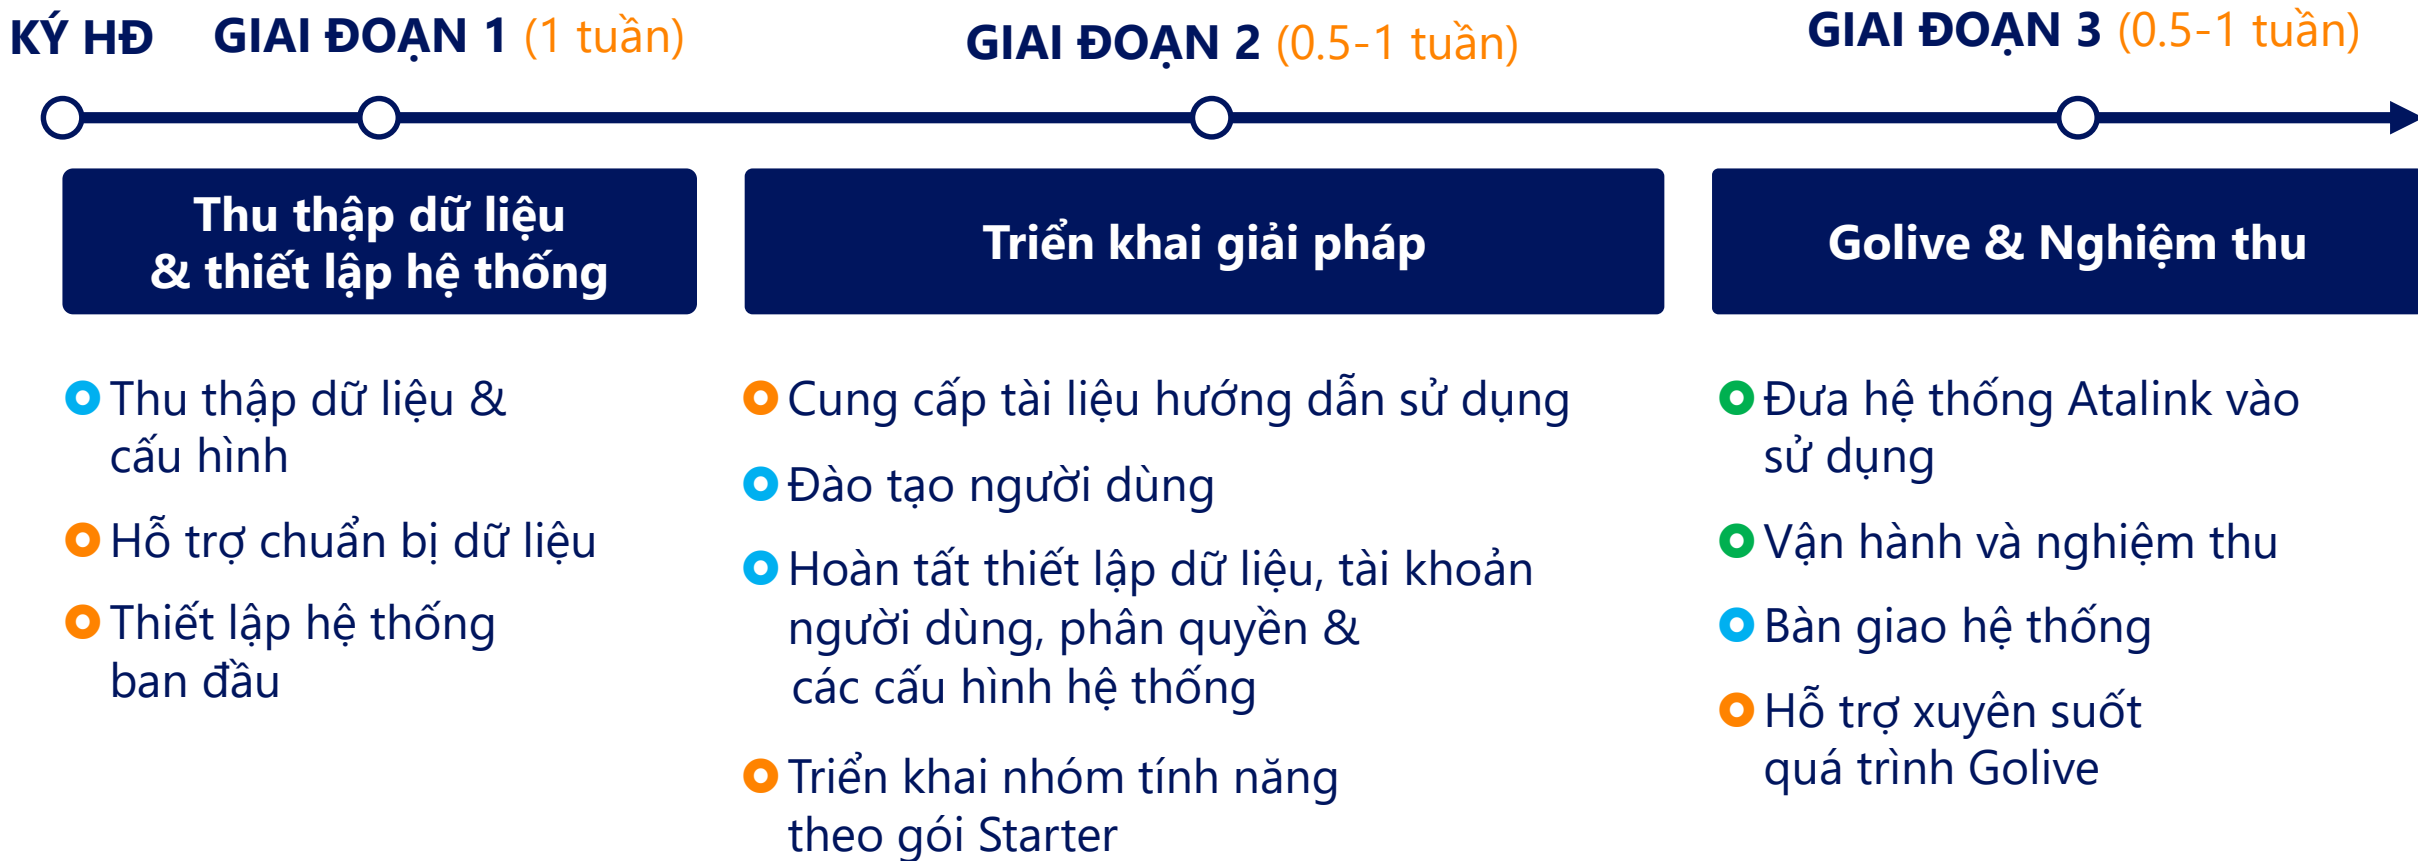 KÝ HĐ
GIAI ĐOẠN 1 (1 tuần)
GIAI ĐOẠN 2 (0.5-1 tuần)
GIAI ĐOẠN 3 (0.5-1 tuần)
Thu thập dữ liệu
& thiết lập hệ thống
Thu thập dữ liệu &
cấu hình
Hỗ trợ chuẩn bị dữ liệu
Thiết lập hệ thống
ban đầu
Triển khai giải pháp
Cung cấp tài liệu hướng dẫn sử dụng
Đào tạo người dùng
Hoàn tất thiết lập dữ liệu, tài khoản
người dùng, phân quyền &
các cấu hình hệ thống
Triển khai nhóm tính năng
theo gói Starter
Golive & Nghiệm thu
Đưa hệ thống Atalink vào
sử dụng
Vận hành và nghiệm thu
Bàn giao hệ thống
Hỗ trợ xuyên suốt
quá trình Golive